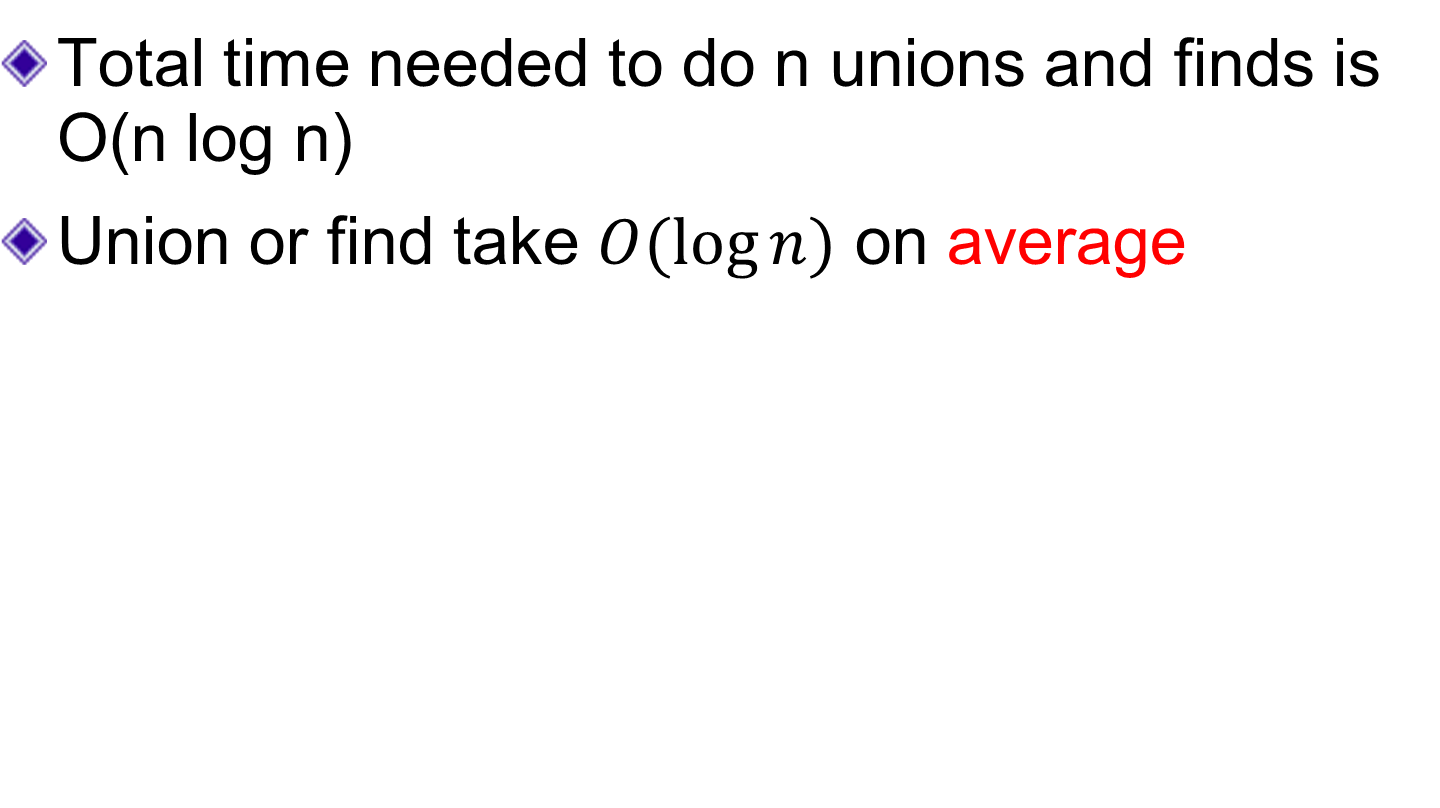 Total time needed to do n unions and finds is
O(n log n)
Union or find take 𝑂(log 𝑛) on average